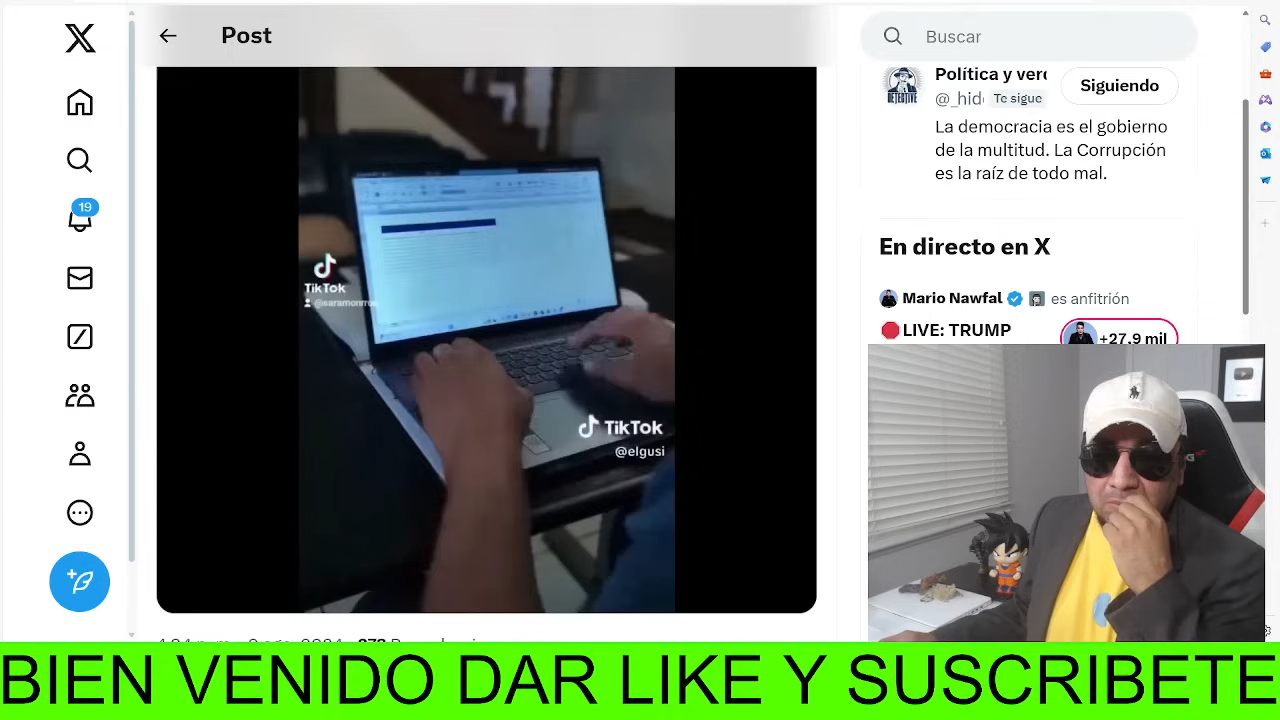 Post
TikTok
TikTok
@elgusi
Buscar
Política y
Siguiendo
Te sigue
La democracia es el gobierno
de la multitud. La Corrupción
es la raíz de todo mal.
En directo en X
Mario Nawfal
es anfitrión
LIVE: TRUMP
+27,9 mil
19
BIEN VENIDO DAR LIKE Y SUSCRIBETE